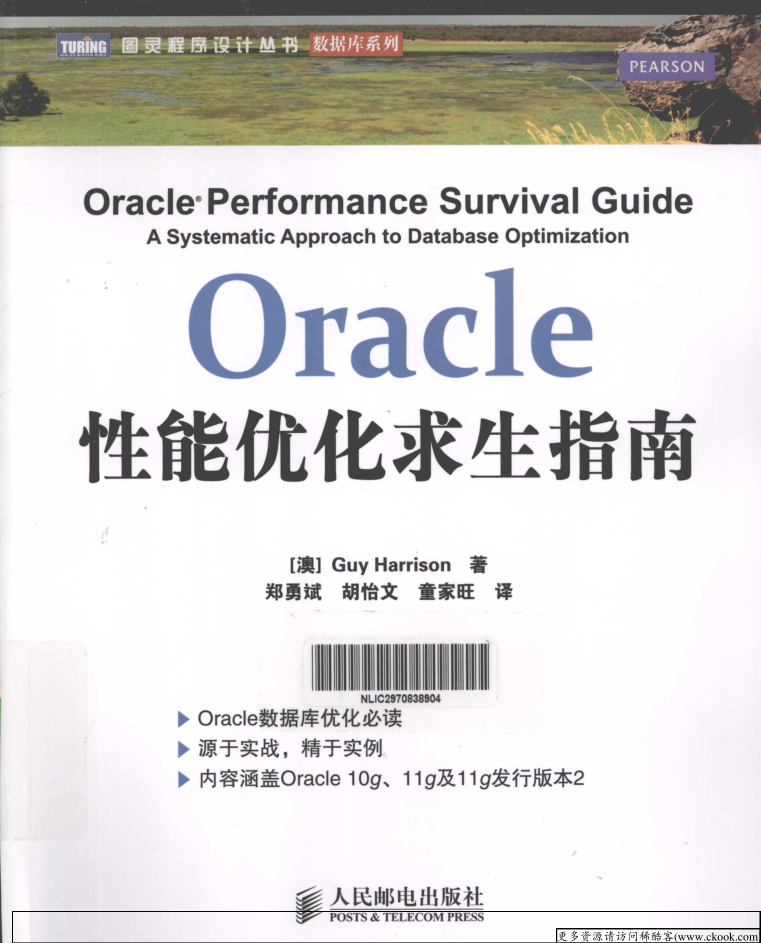 TURING 图灵程序设计丛书 数据库系列
PEARSON
Oracle® Performance Survival Guide
A Systematic Approach to Database Optimization
Oracle
性能优化求生指南
[澳] Guy Harrison 著
郑勇斌 胡怡文 童家旺 译
NLIC2970838904
▶ Oracle数据库优化必读
▶ 源于实战，精于实例
▶ 内容涵盖Oracle 10g、11g及11g发行版本2
人民邮电出版社
POSTS & TELECOM PRESS
更多资源请访问稀酷客(www.ckook.com